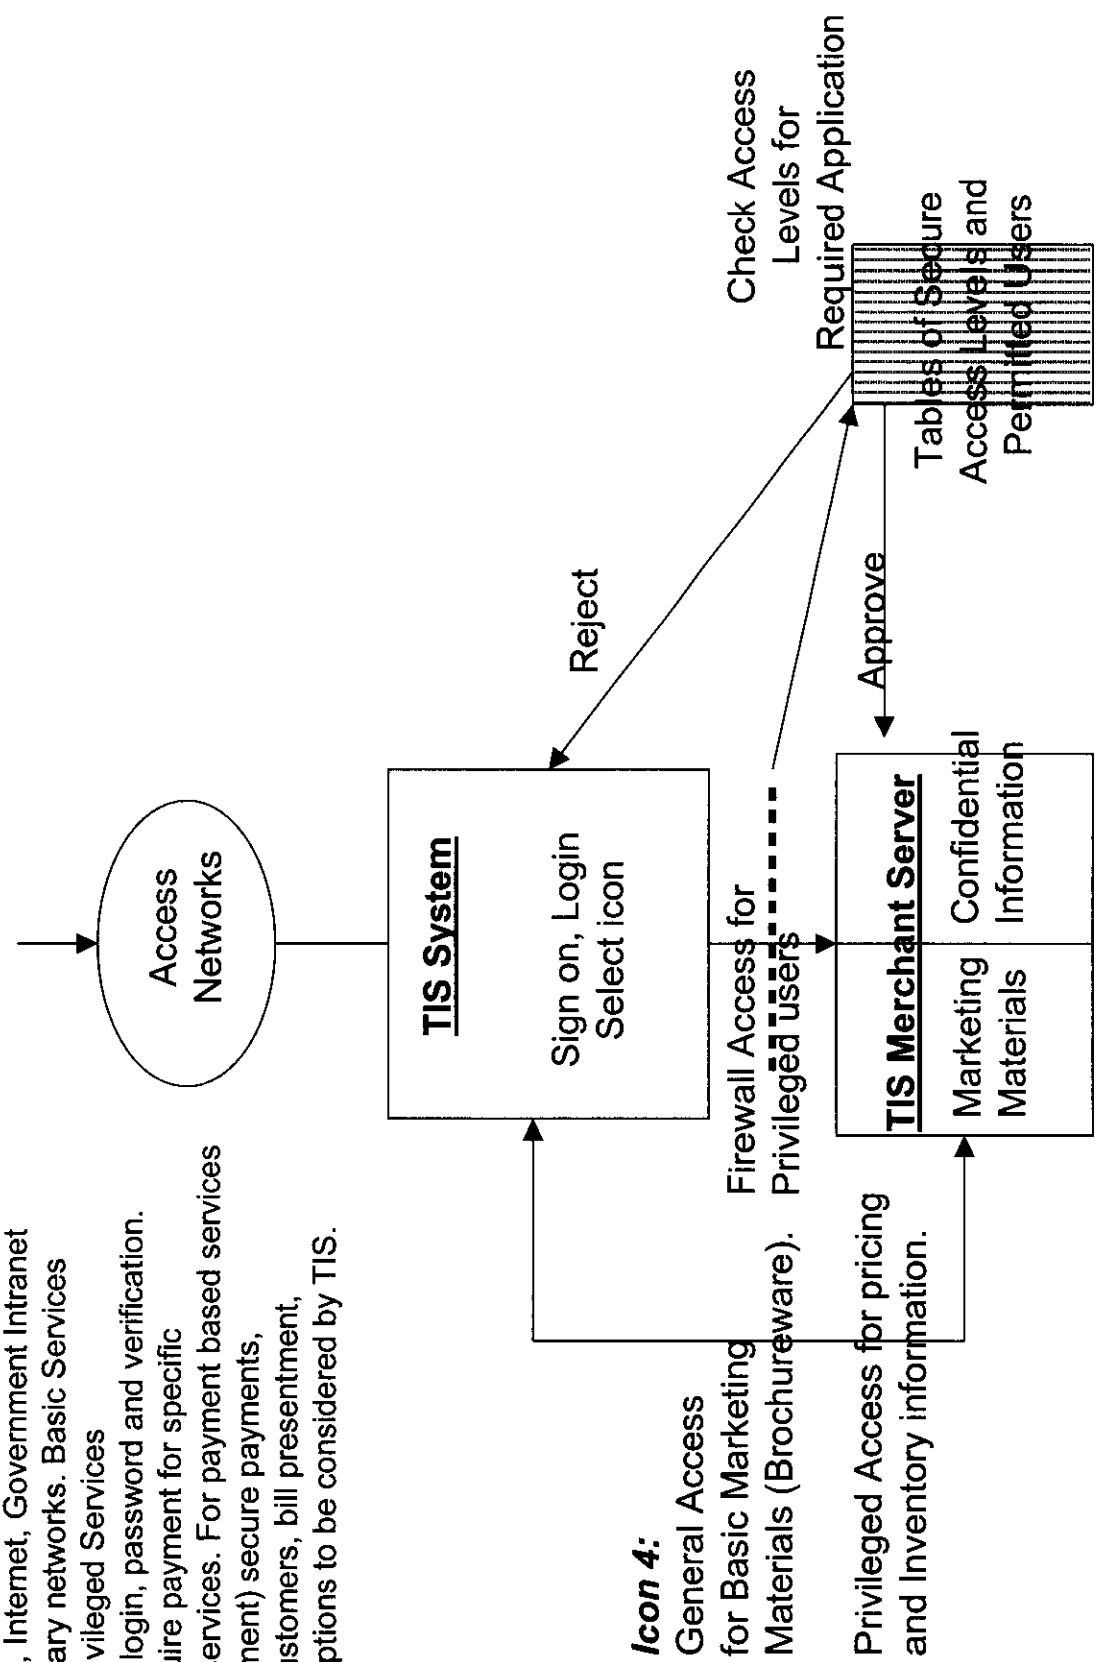 , Internet, Government Intranet
ary networks. Basic Services
vileged Services
login, password and verification.
uire payment for specific
ervices. For payment based services
nent) secure payments,
ustomers, bill presentment,
ptions to be considered by TIS.
Access
Networks
TIS System
Sign on, Login
Select icon
Reject
Check Access
Levels for
Required Application
Tables of Secure
Access Levels and
Permitted Users
Approve
Firewall Access for
Privileged users
TIS Merchant Server
Marketing
Materials
Confidential
Information
Icon 4:
General Access
for Basic Marketing
Materials (Brochureware).
Privileged Access for pricing
and Inventory information.